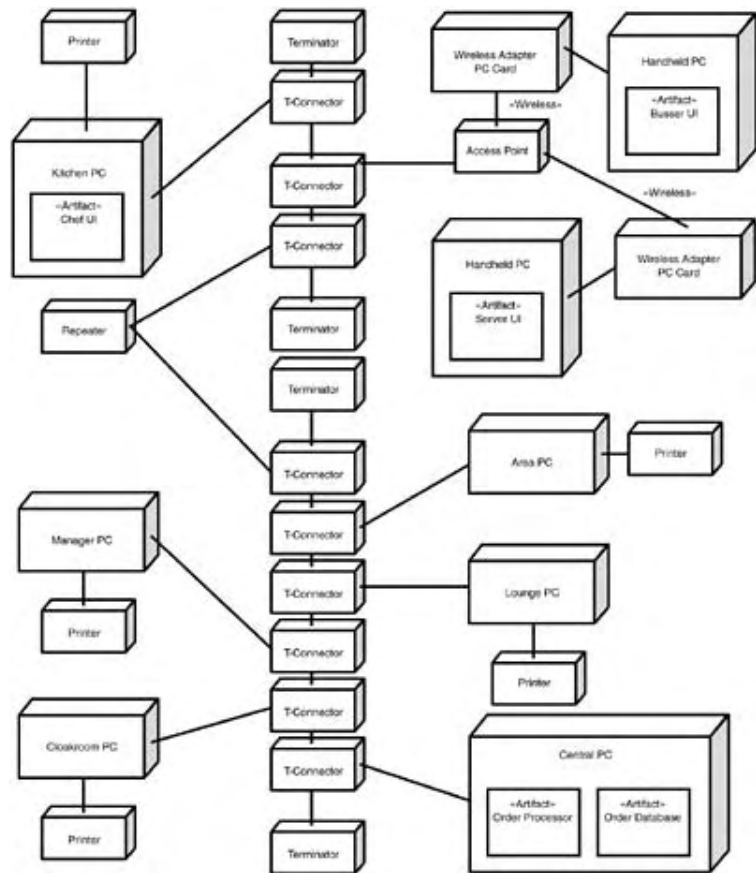 Printer
Terminator
Wireless Adapter
PC Card
Handheld PC
«Artifact»
Busser UI
T-Connector
«Wireless»
Access Point
Kitchen PC
«Artifact»
Chef UI
T-Connector
«Wireless»
T-Connector
Handheld PC
Wireless Adapter
PC Card
«Artifact»
Server UI
Repeater
Terminator
Terminator
T-Connector
Area PC
Printer
T-Connector
Manager PC
T-Connector
Lounge PC
Printer
T-Connector
Printer
T-Connector
Cloakroom PC
Central PC
T-Connector
«Artifact»
Order Processor
«Artifact»
Order Database
Printer
Terminator